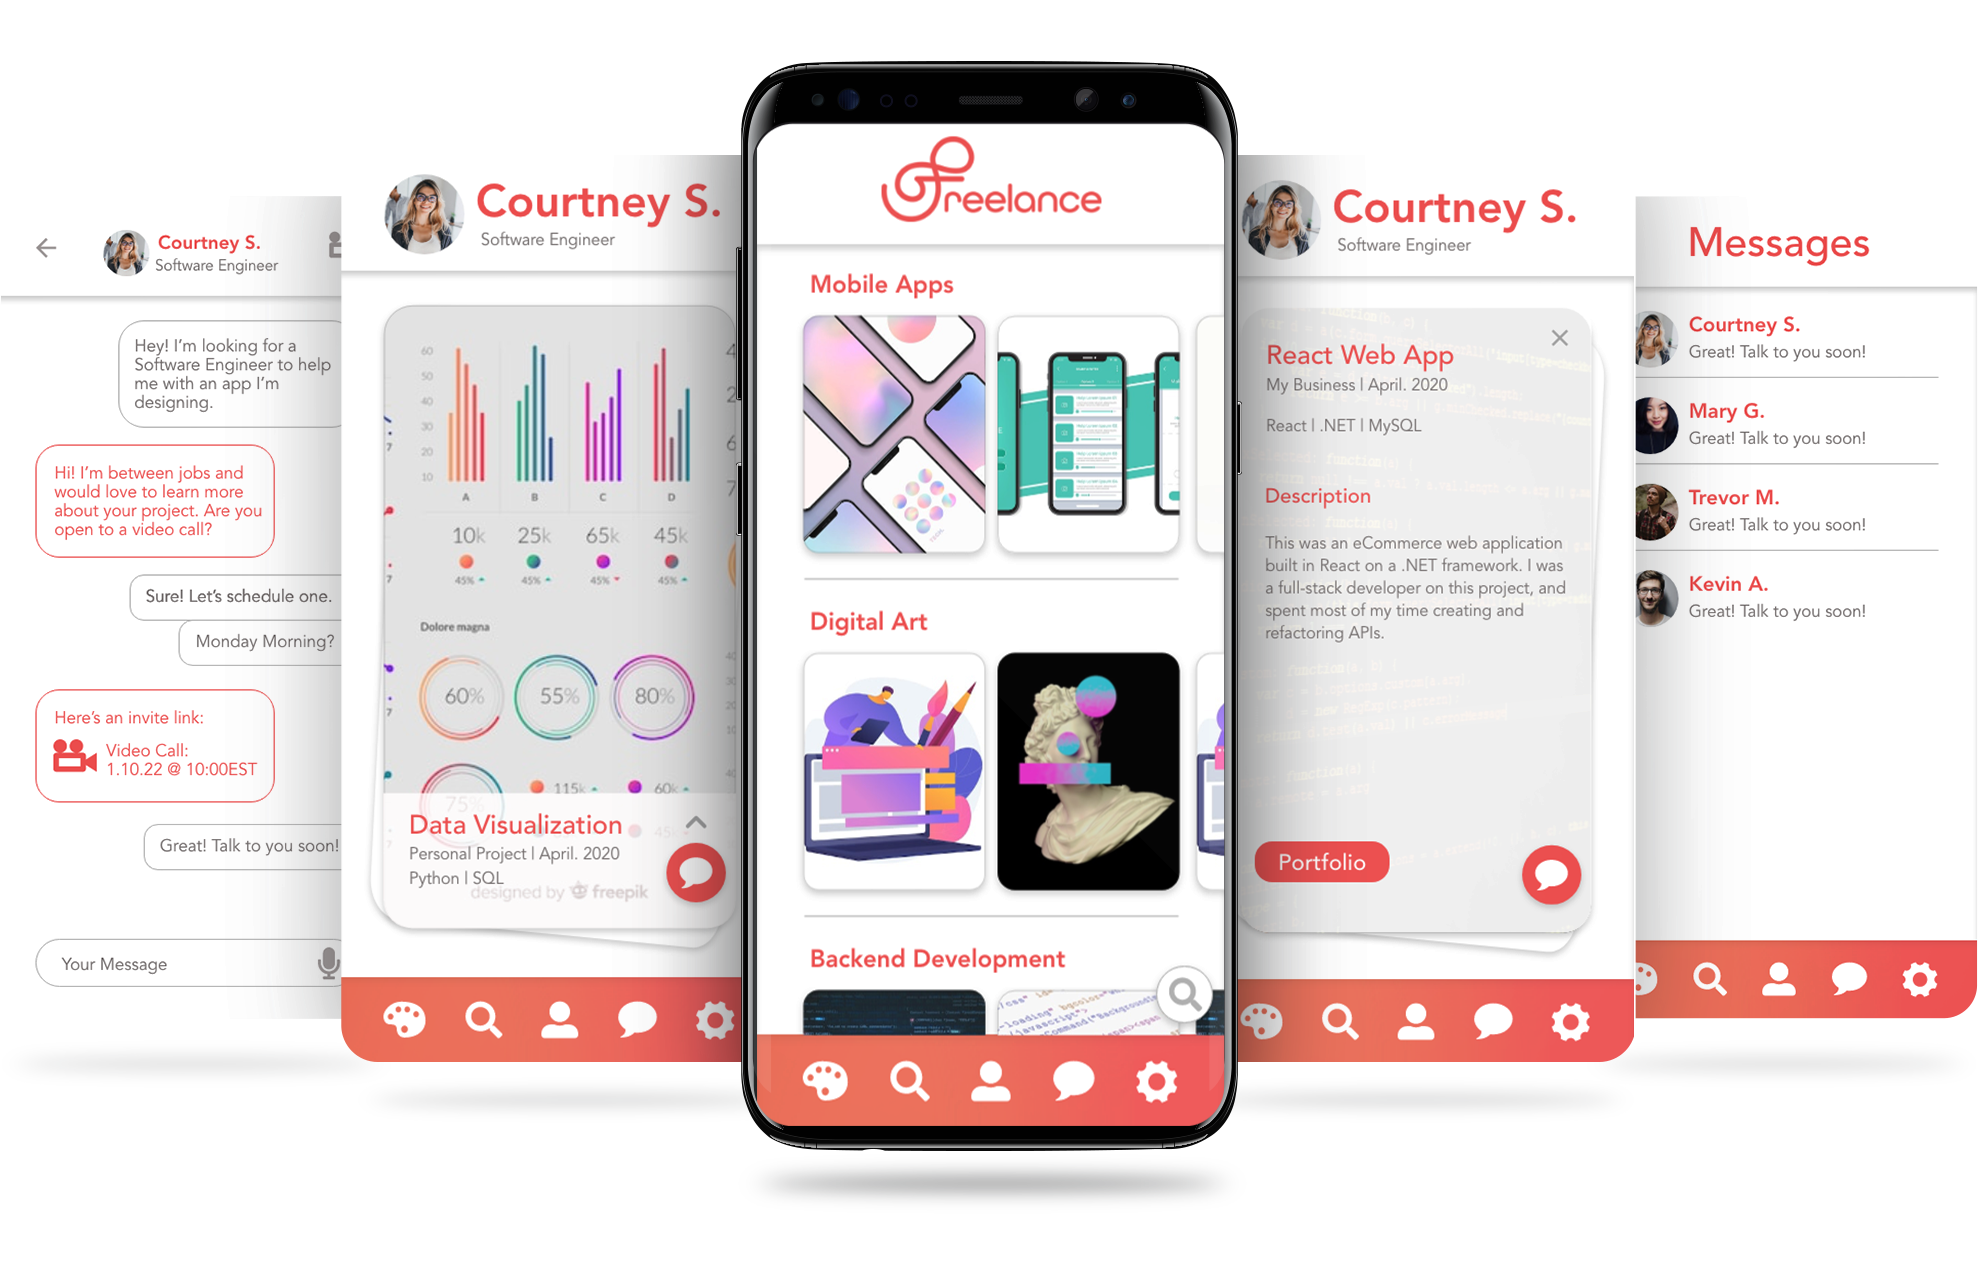 Courtney S.
Software Engineer
Hey! I'm looking for a
Software Engineer to help
me with an app I'm
designing.
Hi! I'm between jobs and
would love to learn more
about your project. Are you
open to a video call?
Sure! Let's schedule one.
Monday Morning?
Here's an invite link:
Video Call:
1.10.22 @ 10:00EST
Great! Talk to you soon!
Your Message
Courtney S.
Software Engineer
60
50
40
30
20
10
A B C D
10k 25k 65k 45k
45% 45% 45% 45%
Dolore magna
60% 55% 80%
75% 115k 60k
45
Data Visualization
Personal Project | April. 2020
Python | SQL
designed by freepik
Freelance
Mobile Apps
Digital Art
Backend Development
Courtney S.
Software Engineer
React Web App
My Business | April. 2020
React | .NET | MySQL
Description
This was an eCommerce web application
built in React on a .NET framework. I was
a full-stack developer on this project, and
spent most of my time creating and
refactoring APIs.
Portfolio
Messages
Courtney S.
Great! Talk to you soon!
Mary G.
Great! Talk to you soon!
Trevor M.
Great! Talk to you soon!
Kevin A.
Great! Talk to you soon!